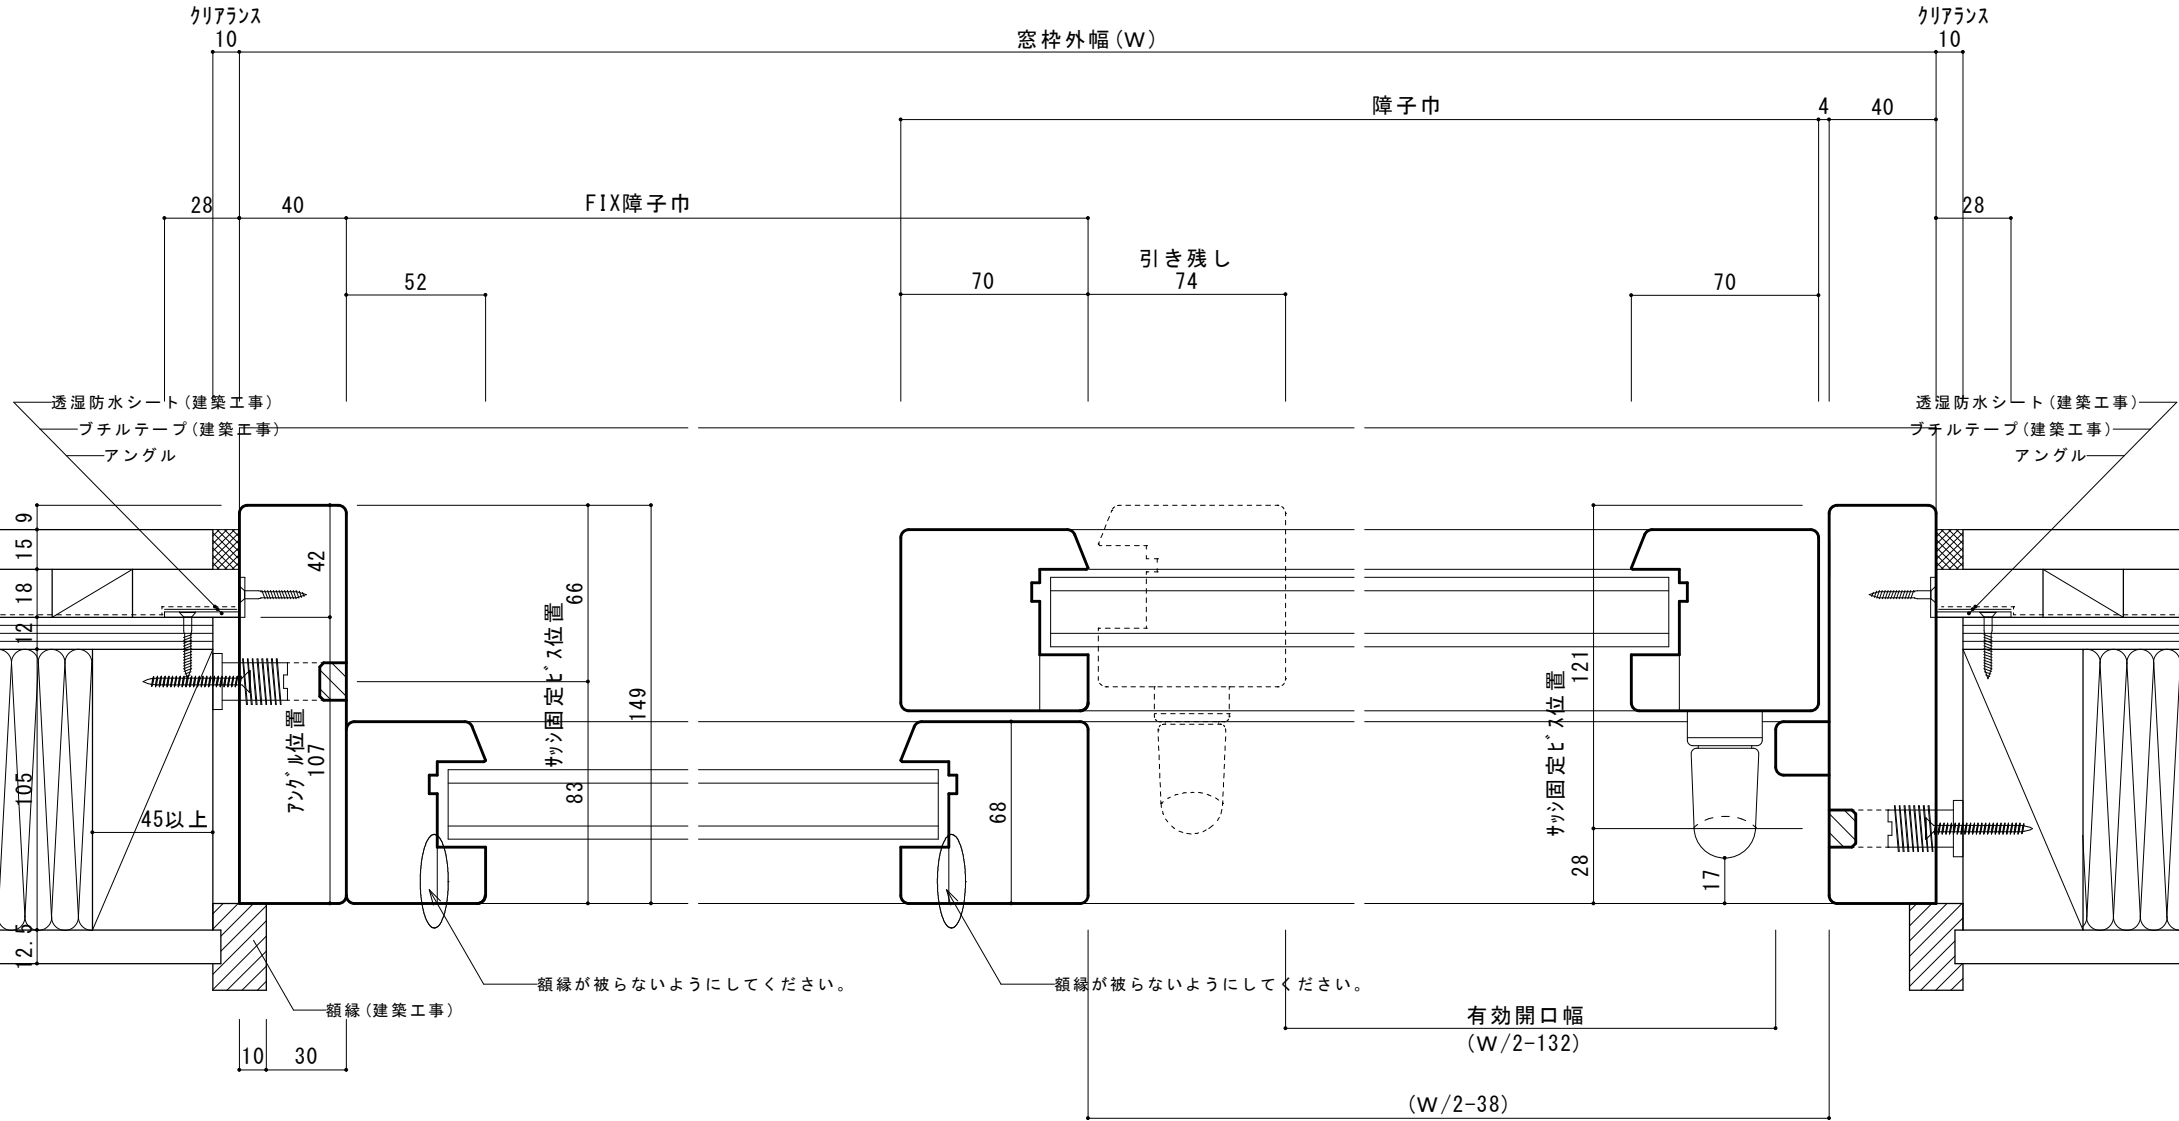 クリアランス
クリアランス
10
窓枠外幅(W)
10
障子巾
4
40
28
40
FIX障子巾
28
引き残し
52
70
74
70
透湿防水シート(建築工事)
透湿防水シート(建築工事)
ブチルテープ(建築工事)
ブチルテープ(建築工事)
アングル
アングル
9
15
18
12
105
12.5
42
アングル位置
107
サッシ固定ビス位置
66
83
149
68
サッシ固定ビス位置
121
28
17
45以上
額縁が被らないようにしてください。
額縁が被らないようにしてください。
額縁(建築工事)
有効開口幅
(W/2-132)
10
30
(W/2-38)